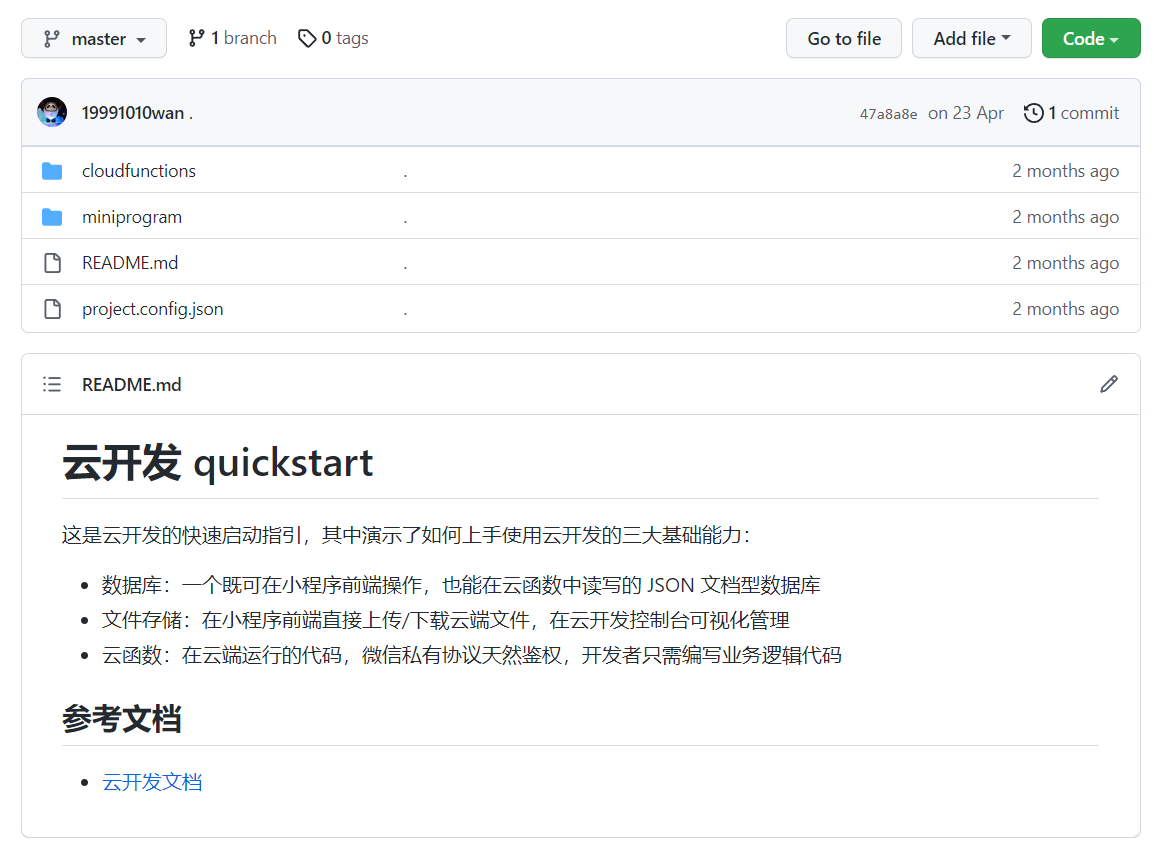 master 1 branch 0 tags Go to file Add file Code
19991010wan . 47a8a8e on 23 Apr 1 commit
cloudfunctions . 2 months ago
miniprogram . 2 months ago
README.md . 2 months ago
project.config.json . 2 months ago
README.md
云开发 quickstart
这是云开发的快速启动指引，其中演示了如何上手使用云开发的三大基础能力：
数据库：一个既可在小程序前端操作，也能在云函数中读写的 JSON 文档型数据库
文件存储：在小程序前端直接上传/下载云端文件，在云开发控制台可视化管理
云函数：在云端运行的代码，微信私有协议天然鉴权，开发者只需编写业务逻辑代码
参考文档
云开发文档